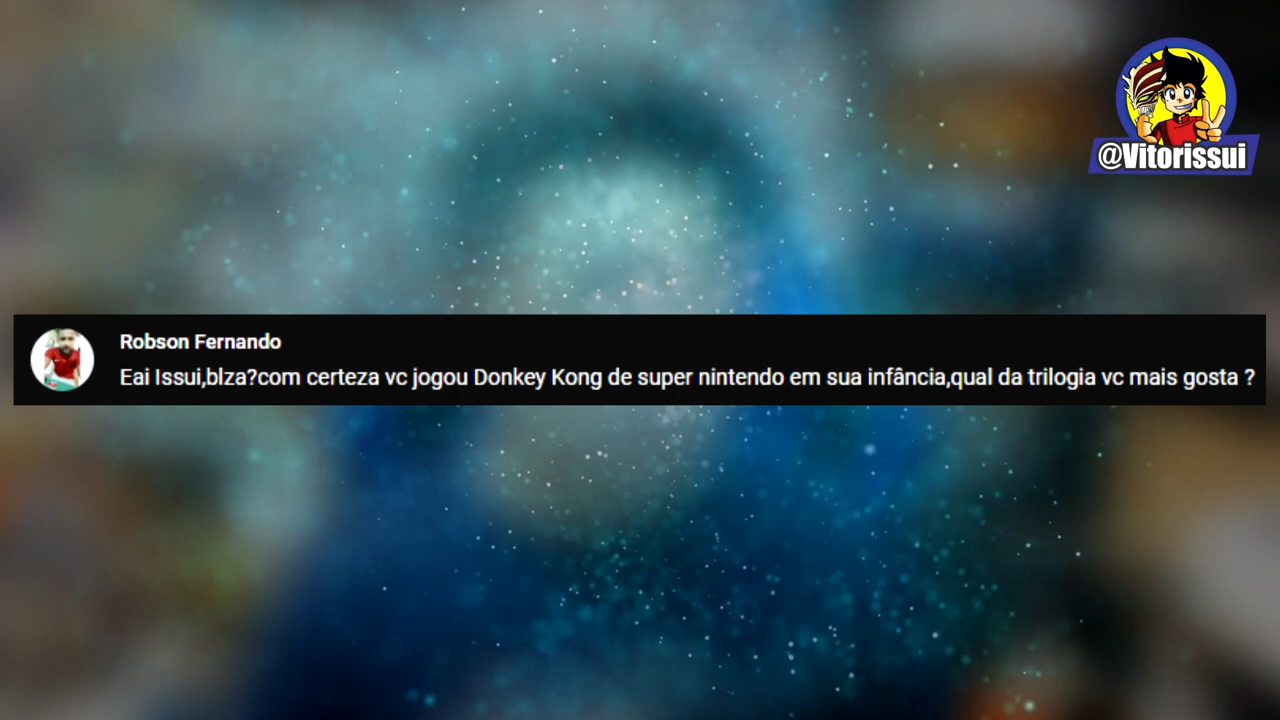 @Vitorissui
Robson Fernando
Eai Issui,blza?com certeza vc jogou Donkey Kong de super nintendo em sua infância,qual da trilogia vc mais gosta ?